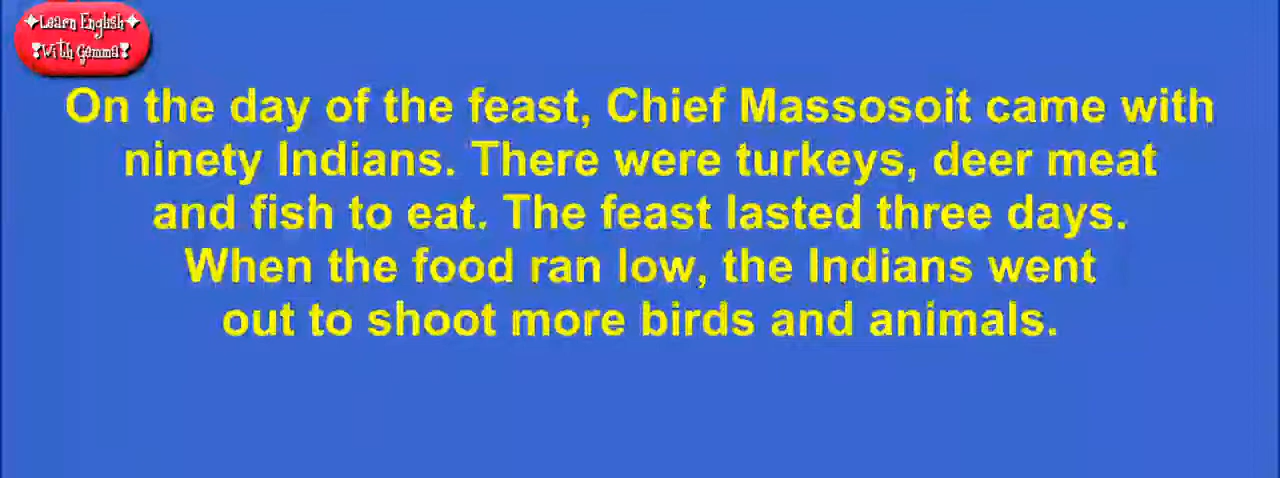 Learn English
With Gemma
On the day of the feast, Chief Massosoit came with
ninety Indians. There were turkeys, deer meat
and fish to eat. The feast lasted three days.
When the food ran low, the Indians went
out to shoot more birds and animals.